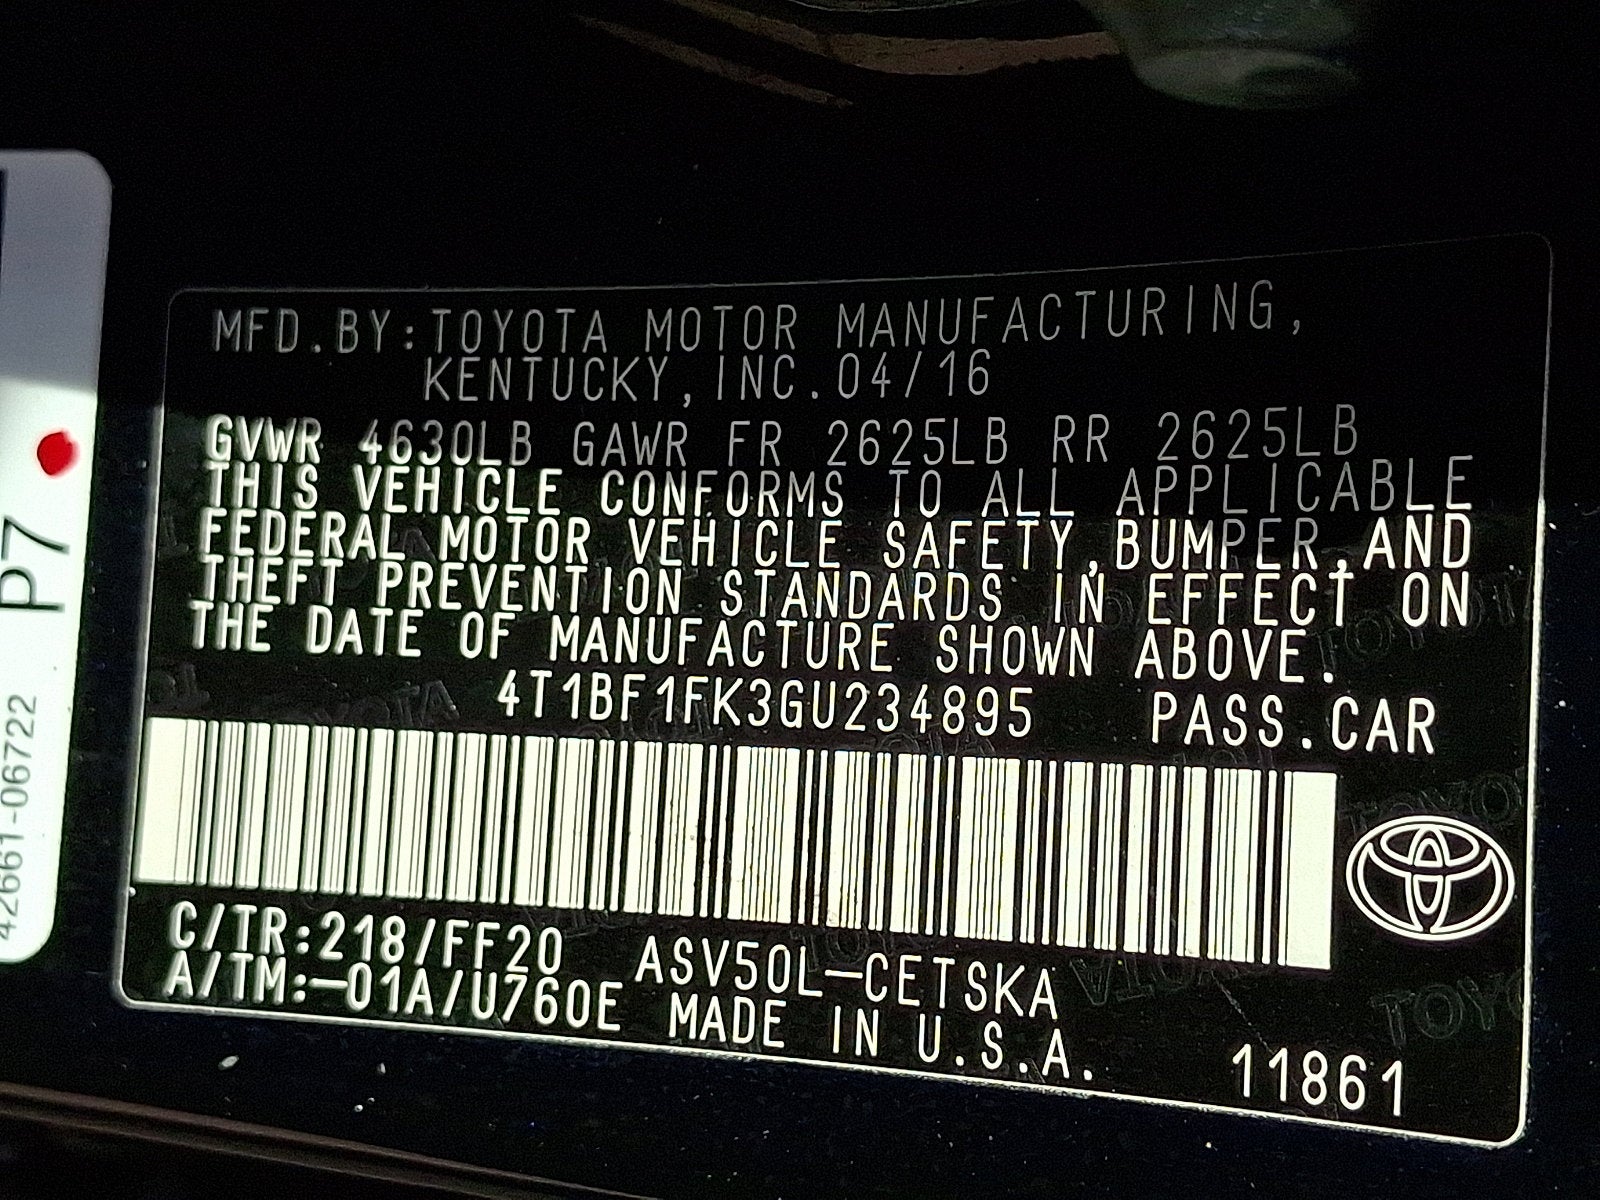 MFD.BY:TOYOTA MOTOR MANUFACTURING,
KENTUCKY,INC.04/16
GVWR 4630LB GAWR FR 2625LB RR 2625LB
THIS VEHICLE CONFORMS TO ALL APPLICABLE
FEDERAL MOTOR VEHICLE SAFETY,BUMPER,AND
THEFT PREVENTION STANDARDS IN EFFECT ON
THE DATE OF MANUFACTURE SHOWN ABOVE.
4T1BF1FK3GU234895 PASS.CAR
C/TR:218/FF20 ASV50L-CETSKA
A/TM:-01A/U760E MADE IN U.S.A.
11861
P7
42661-06722
TOYOTA